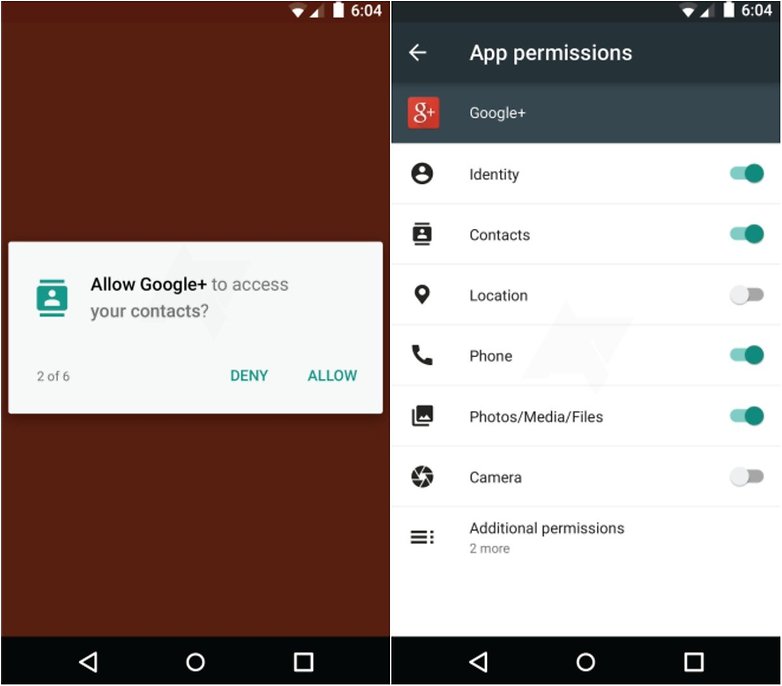 6:04
Allow Google+ to access
your contacts?
2 of 6
DENY
ALLOW
6:04
App permissions
g+
Google+
Identity
Contacts
Location
Phone
Photos/Media/Files
Camera
Additional permissions
2 more